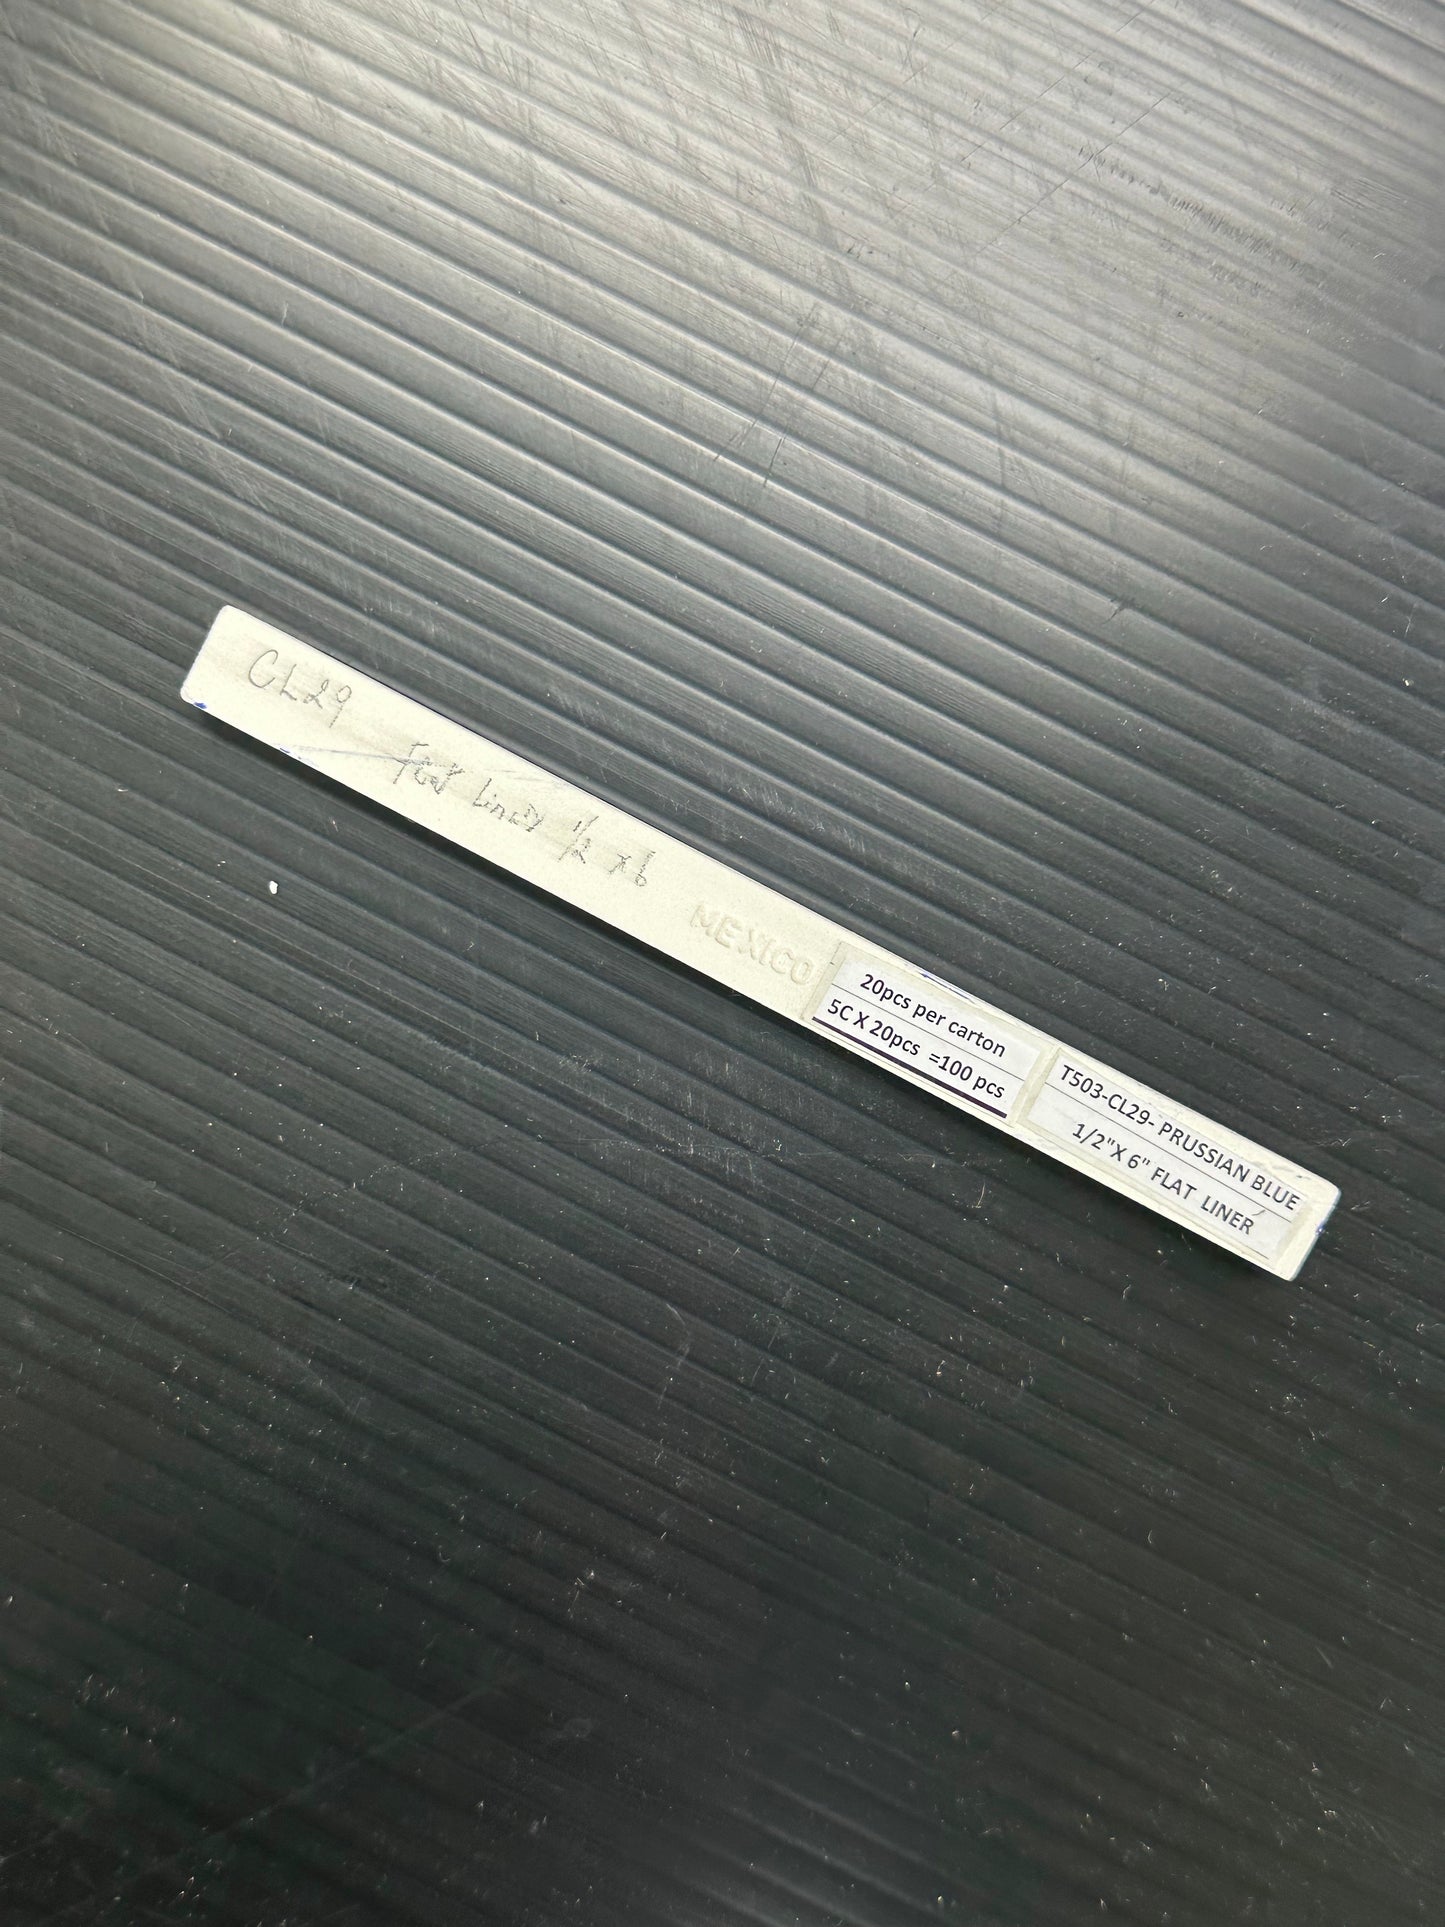 CL29
Flat Liner 1/2 x 6
MEXICO
20pcs per carton
5C X 20pcs =100 pcs
T503-CL29- PRUSSIAN BLUE
1/2"X 6" FLAT LINER